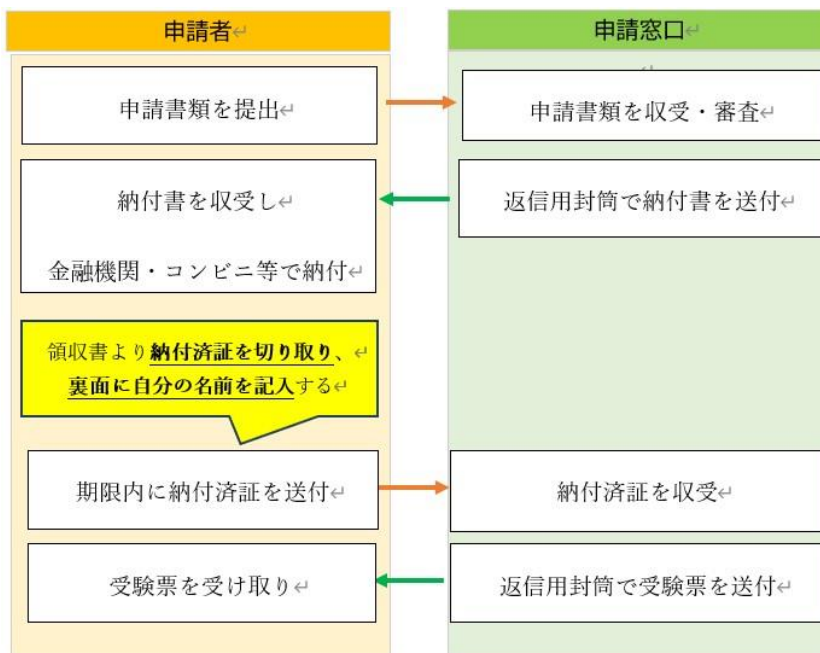 申請者
申請窓口
申請書類を提出
申請書類を収受・審査
納付書を収受し
金融機関・コンビニ等で納付
返信用封筒で納付書を送付
領収書より納付済証を切り取り、
裏面に自分の名前を記入する
期限内に納付済証を送付
納付済証を収受
受験票を受け取り
返信用封筒で受験票を送付